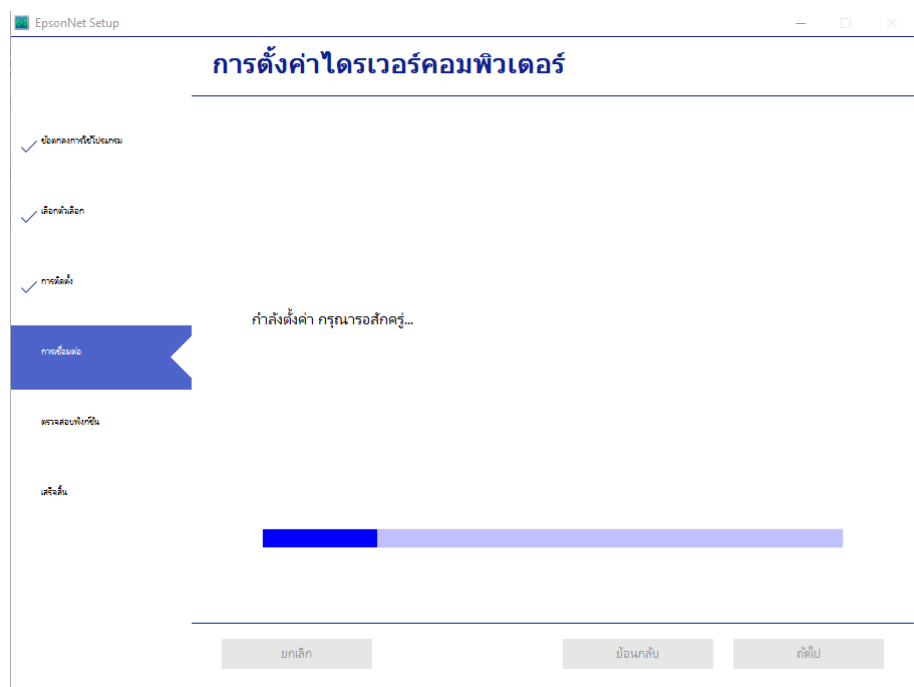 EpsonNet Setup
การตั้งค่าไดรเวอร์คอมพิวเตอร์
ข้อตกลงการใช้โปรแกรม
เลือกตัวเลือก
การติดตั้ง
กำลังตั้งค่า กรุณารอสักครู่...
การเชื่อมต่อ
ตรวจสอบฟังก์ชัน
เสร็จสิ้น
ยกเลิก
ย้อนกลับ
ถัดไป